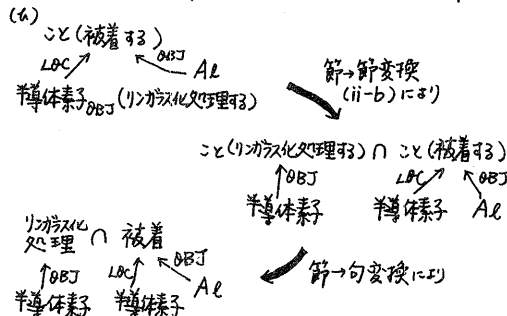 (ム)
こと(被着する)
LOC OBJ
Al
半導体素子OBJ(リンガラス化処理する)
節→節変換
(ii-b)により
こと(リンガラス化処理する)∩こと(被着する)
OBJ LOC OBJ
半導体素子 半導体素子 Al
リンガラス化
処理 ∩ 被着
OBJ LOC OBJ
Al
半導体素子 半導体素子
節→句変換により